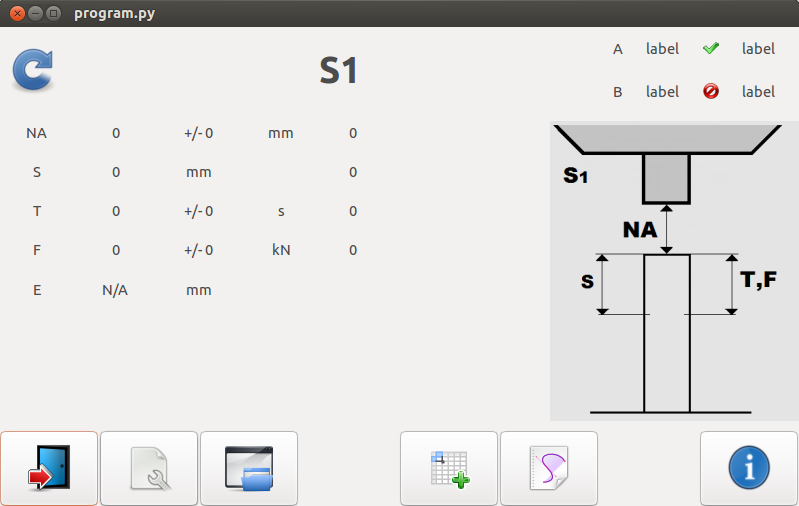 program.py
S1
A label label
B label label
NA 0 +/- 0 mm 0
S 0 mm 0
T 0 +/- 0 s 0
F 0 +/- 0 kN 0
E N/A mm
S1
NA
S
T,F